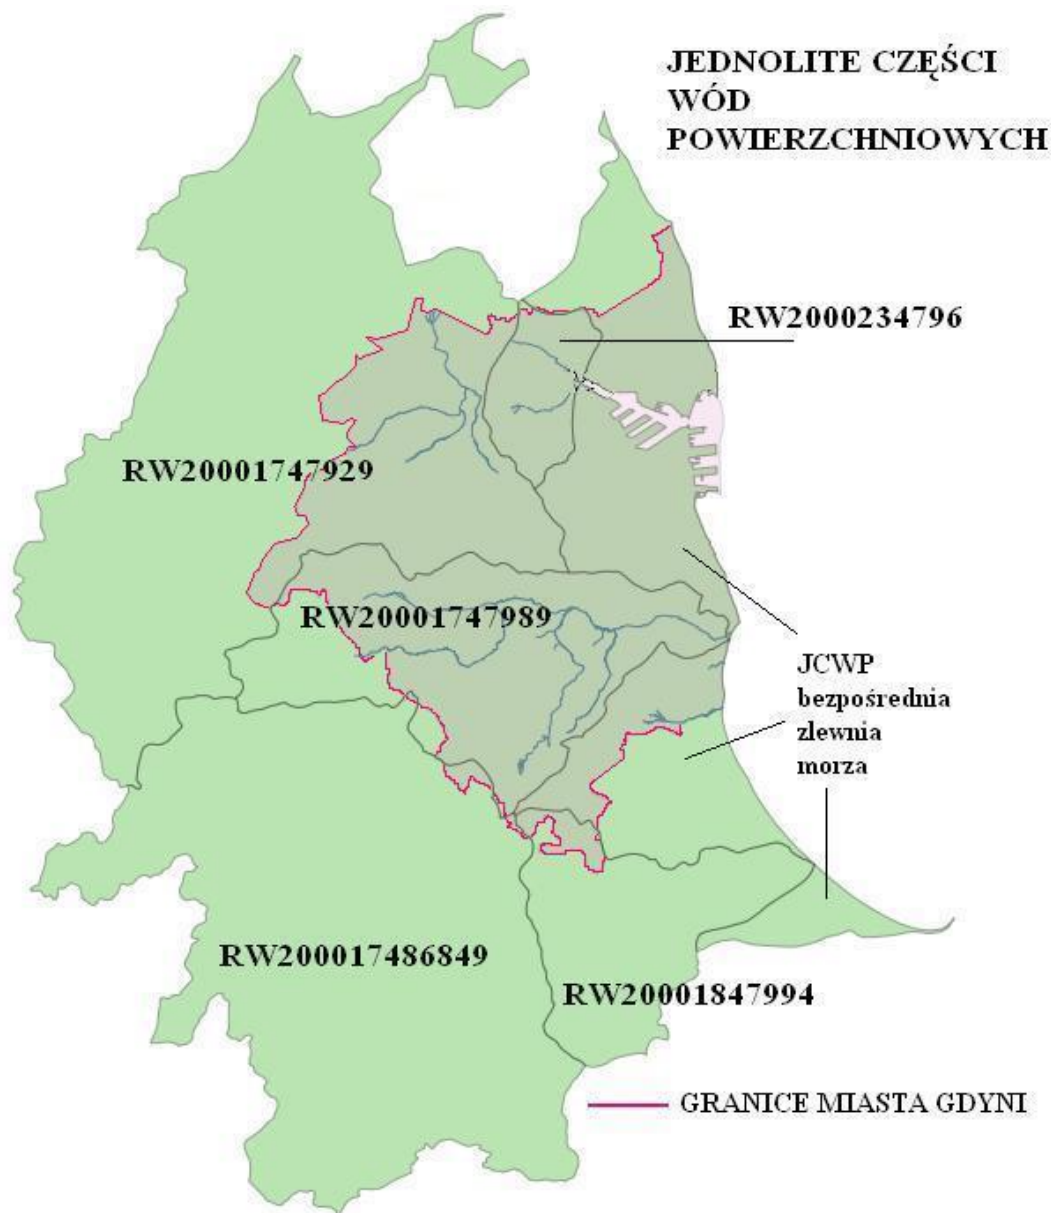 JEDNOLITE CZĘŚCI
WÓD
POWIERZCHNIOWYCH
RW2000234796
RW20001747929
RW20001747989
JCWP
bezpośrednia
zlewnia
morza
RW200017486849
RW20001847994
GRANICE MIASTA GDYNI